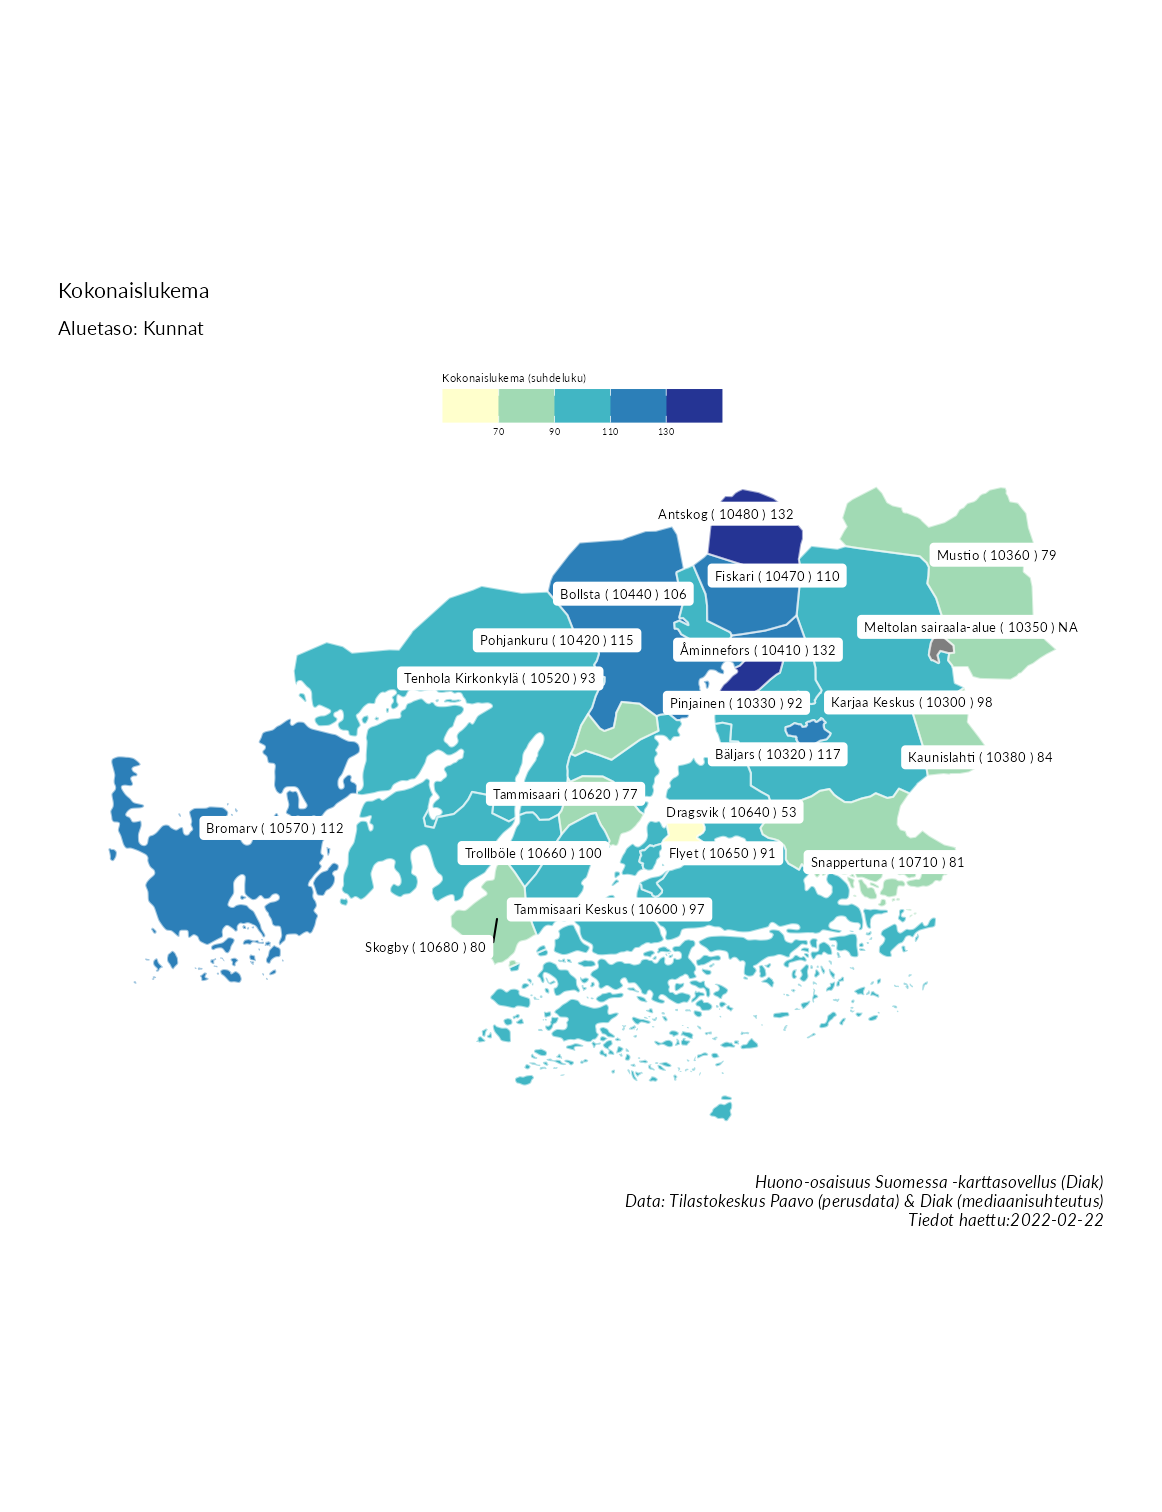 Kokonaislukema
Aluetaso: Kunnat
Kokonaislukema (suhdeluku)
70 90 110 130
Antskog ( 10480 ) 132
Mustio ( 10360 ) 79
Fiskari ( 10470 ) 110
Bollsta ( 10440 ) 106
Meltolan sairaala-alue ( 10350 ) NA
Pohjankuru ( 10420 ) 115
Åminnefors ( 10410 ) 132
Tenhola Kirkonkylä ( 10520 ) 93
Pinjainen ( 10330 ) 92
Karjaa Keskus ( 10300 ) 98
Bäljars ( 10320 ) 117
Kaunislahti ( 10380 ) 84
Tammisaari ( 10620 ) 77
Dragsvik ( 10640 ) 53
Bromarv ( 10570 ) 112
Trollböle ( 10660 ) 100
Flyet ( 10650 ) 91
Snappertuna ( 10710 ) 81
Tammisaari Keskus ( 10600 ) 97
Skogby ( 10680 ) 80
Huono-osaisuus Suomessa -karttasovellus (Diak)
Data: Tilastokeskus Paavo (perusdata) & Diak (mediaanisuhteutus)
Tiedot haettu:2022-02-22